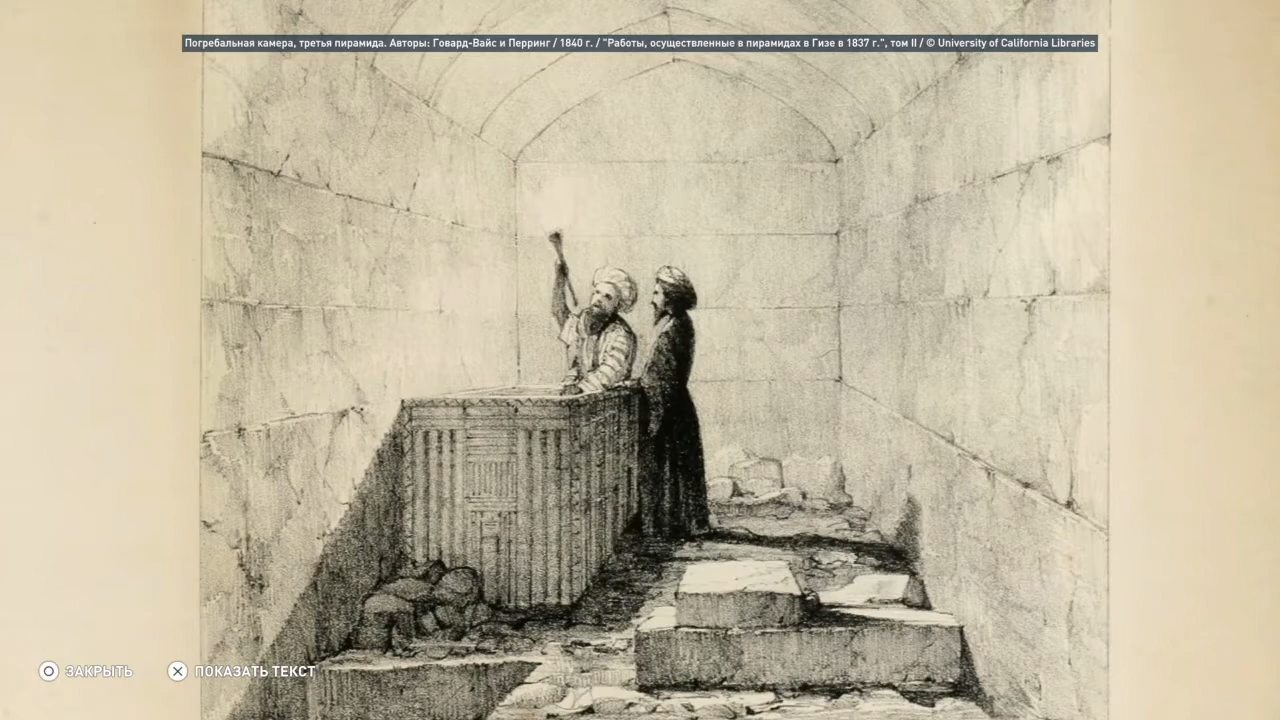 Погребальная камера, третья пирамида. Авторы: Говард-Вайс и Перринг / 1840 г. / "Работы, осуществленные в пирамидах в Гизе в 1837 г.", том II / © University of California Libraries
ЗАКРЫТЬ
ПОКАЗАТЬ ТЕКСТ